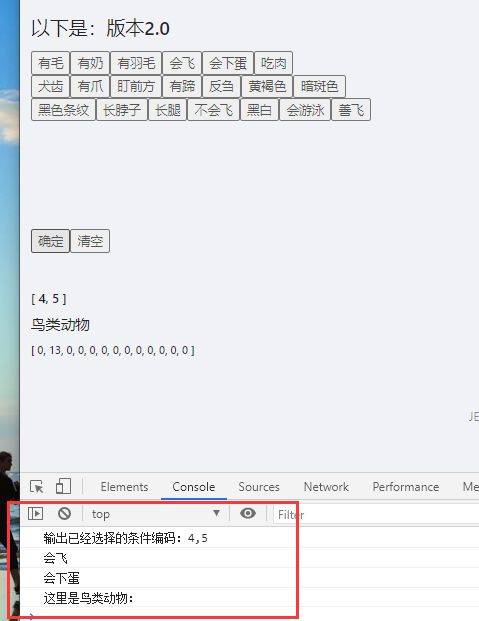 以下是：版本2.0
有毛 有奶 有羽毛 会飞 会下蛋 吃肉
犬齿 有爪 盯前方 有蹄 反刍 黄褐色 暗斑色
黑色条纹 长脖子 长腿 不会飞 黑白 会游泳 善飞
确定 清空
[ 4, 5 ]
鸟类动物
[ 0, 13, 0, 0, 0, 0, 0, 0, 0, 0, 0, 0, 0 ]
JE
Elements Console Sources Network Performance Me
top Filter
输出已经选择的条件编码：4,5
会飞
会下蛋
这里是鸟类动物：